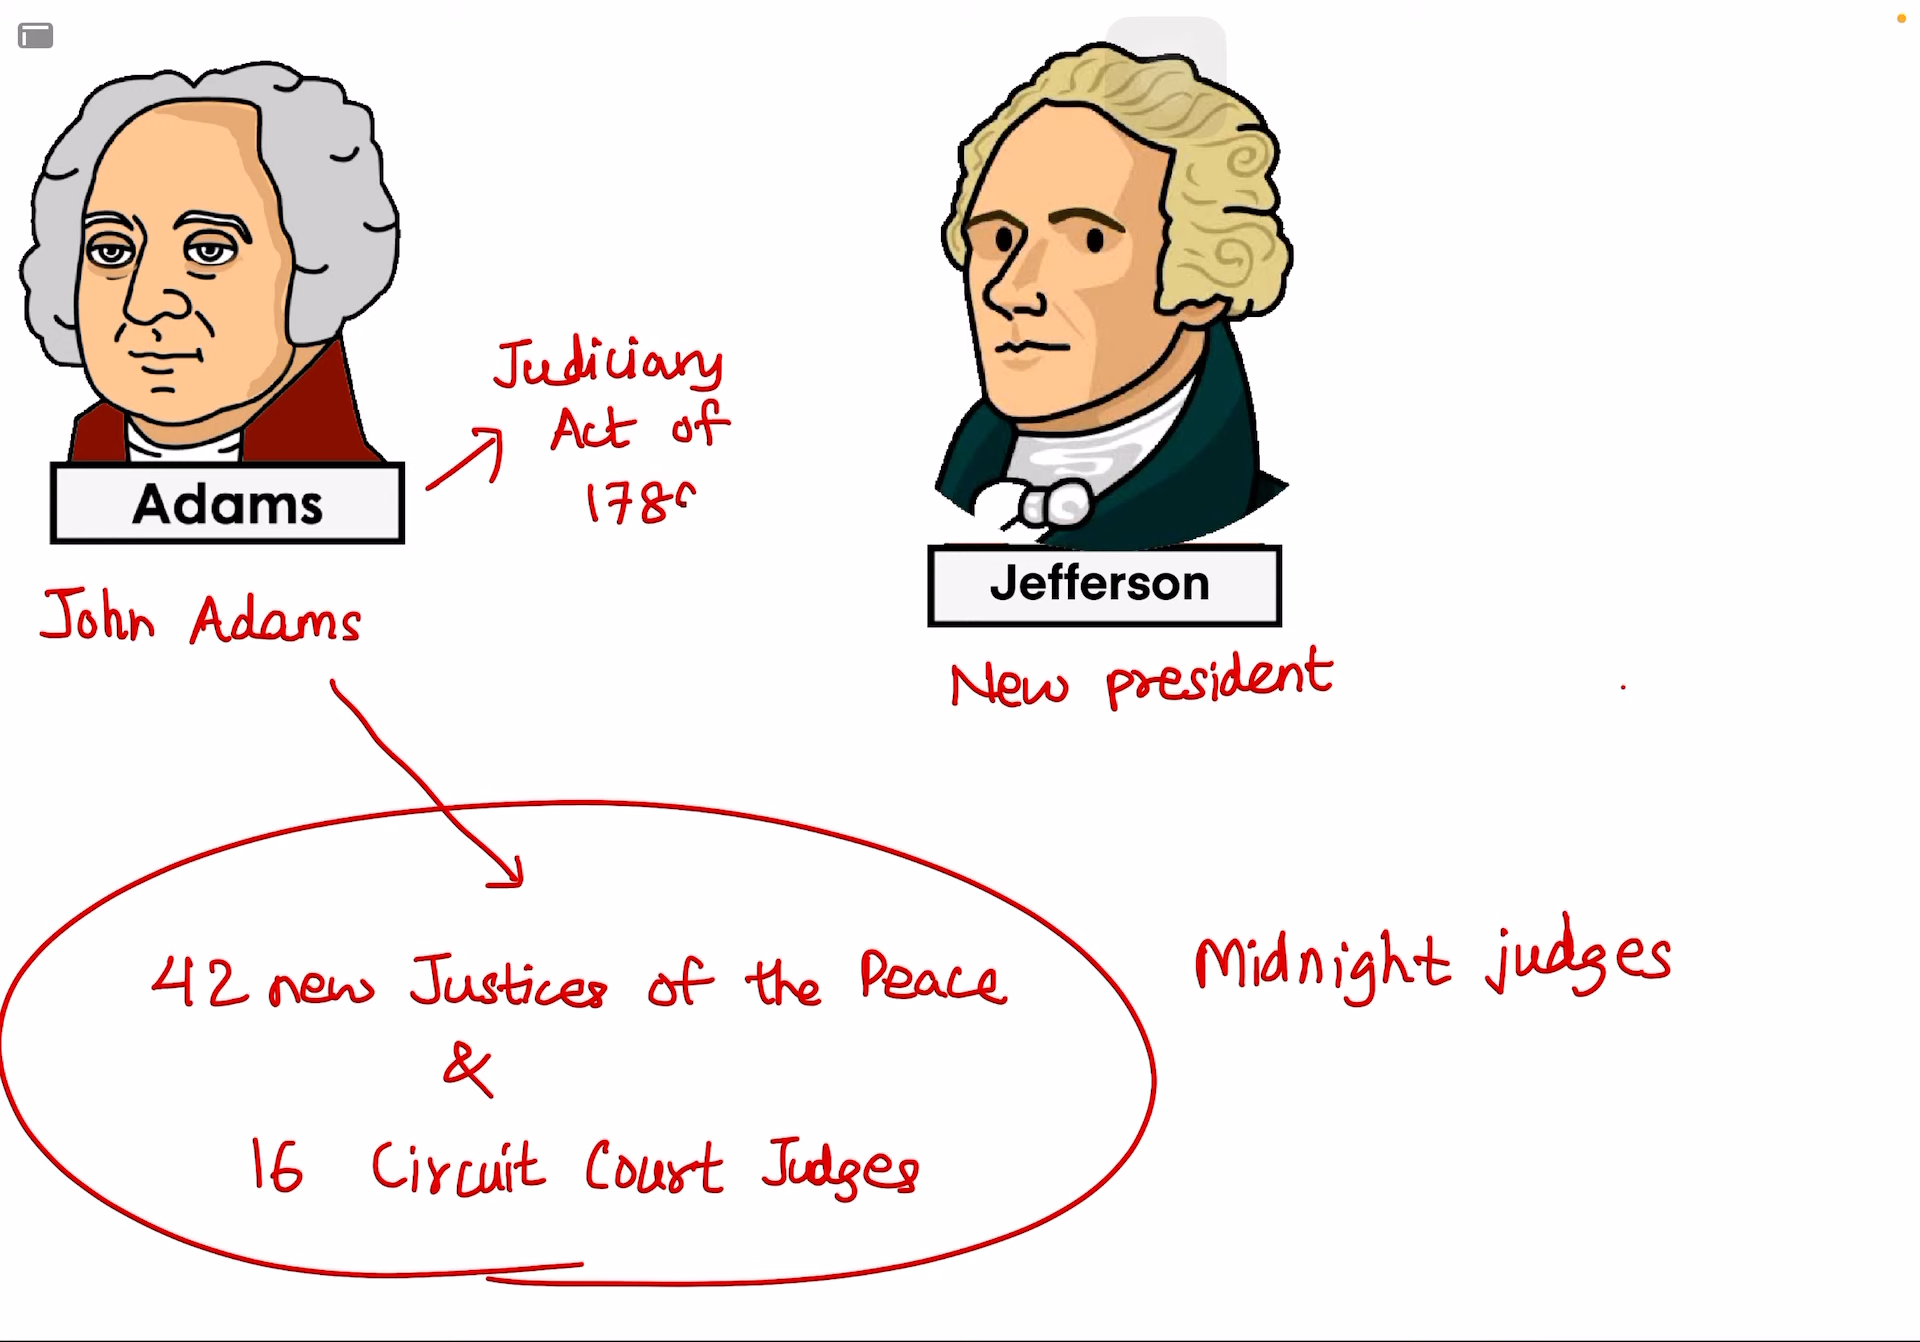 Judiciary
Act of
Adams
Jefferson
John Adams
New president
42 new Justices of the Peace
&
16 Circuit Court Judges
Midnight judges